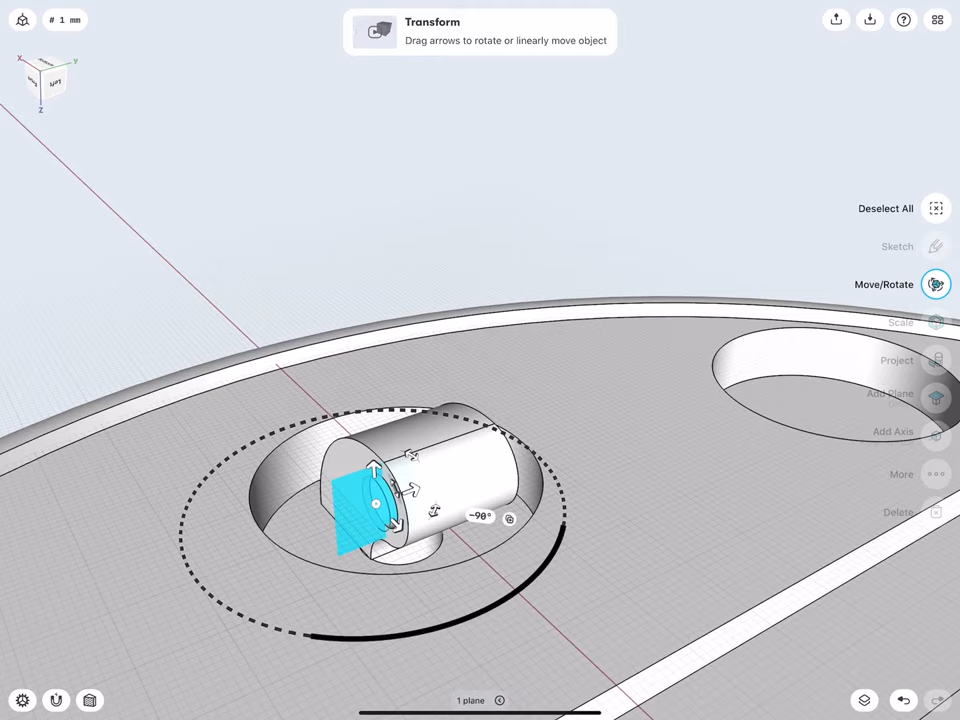 # 1 mm
Transform
Drag arrows to rotate or linearly move object
X
Y
Z
Left
Deselect All
Sketch
Move/Rotate
Scale
Project
Add Plane
Add Axis
More
Delete
-90°
1 plane